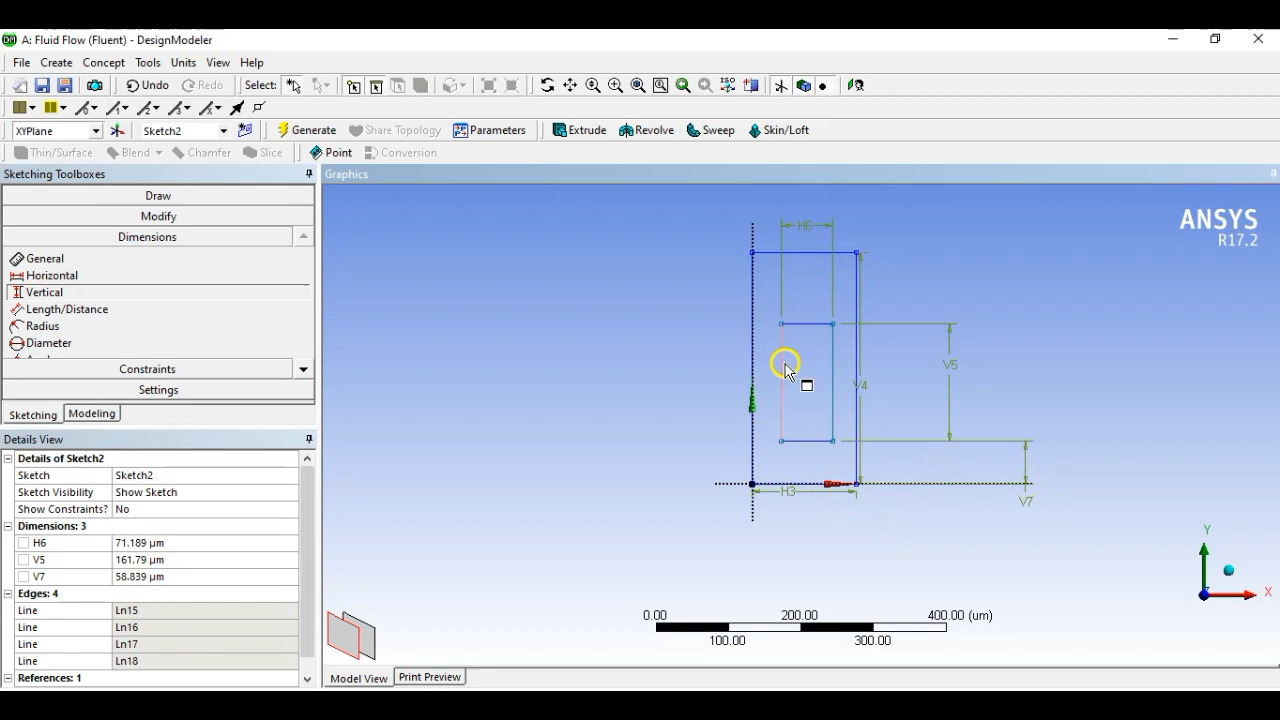 A: Fluid Flow (Fluent) - DesignModeler
File Create Concept Tools Units View Help
Undo Redo Select:
XYPlane Sketch2 Generate Share Topology Parameters Extrude Revolve Sweep Skin/Loft
Thin/Surface Blend Chamfer Slice Point Conversion
Sketching Toolboxes
Draw
Modify
Dimensions
General
Horizontal
Vertical
Length/Distance
Radius
Diameter
Constraints
Settings
Sketching Modeling
Details View
Details of Sketch2
Sketch Sketch2
Sketch Visibility Show Sketch
Show Constraints? No
Dimensions: 3
H6 71.189 µm
V5 161.79 µm
V7 58.839 µm
Edges: 4
Line Ln15
Line Ln16
Line Ln17
Line Ln18
References: 1
Graphics
ANSYS
R17.2
H6
V5
V4
H3
V7
Y
X
0.00 200.00 400.00 (um)
100.00 300.00
Model View Print Preview